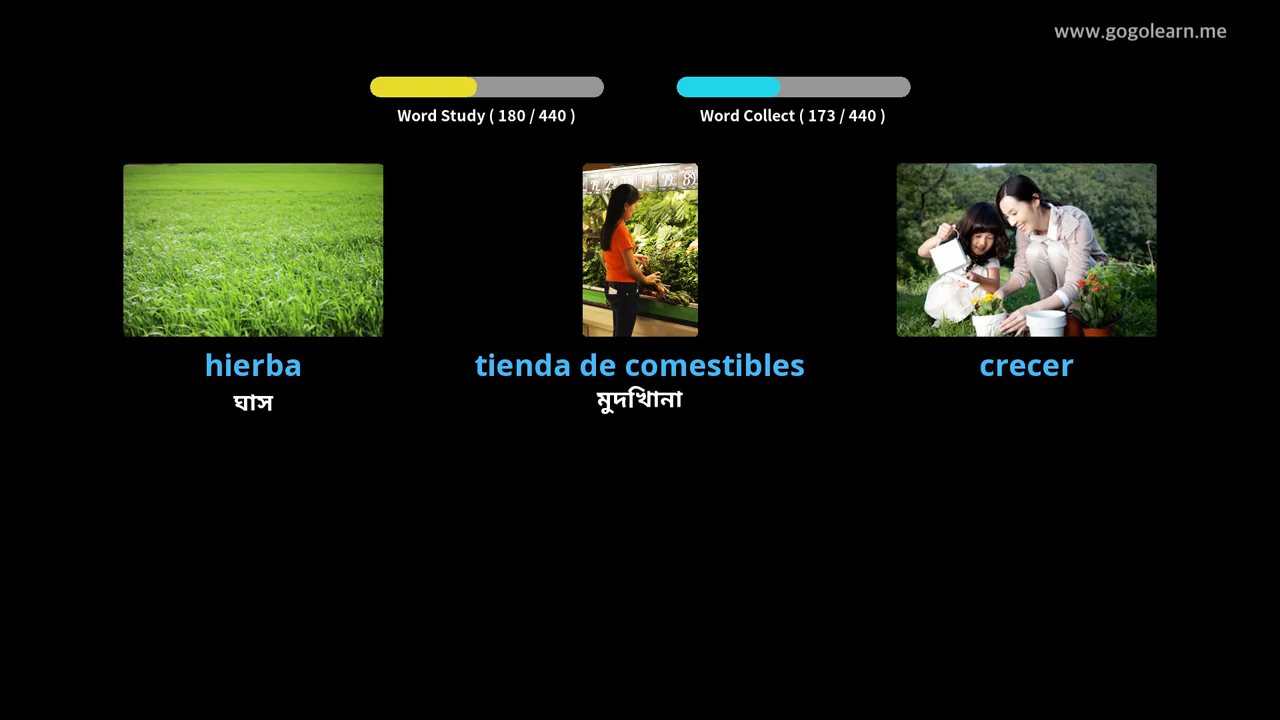 www.gogolearn.me
Word Study ( 180 / 440 )
Word Collect ( 173 / 440 )
hierba
tienda de comestibles
crecer
ঘাস
মুদিখানা